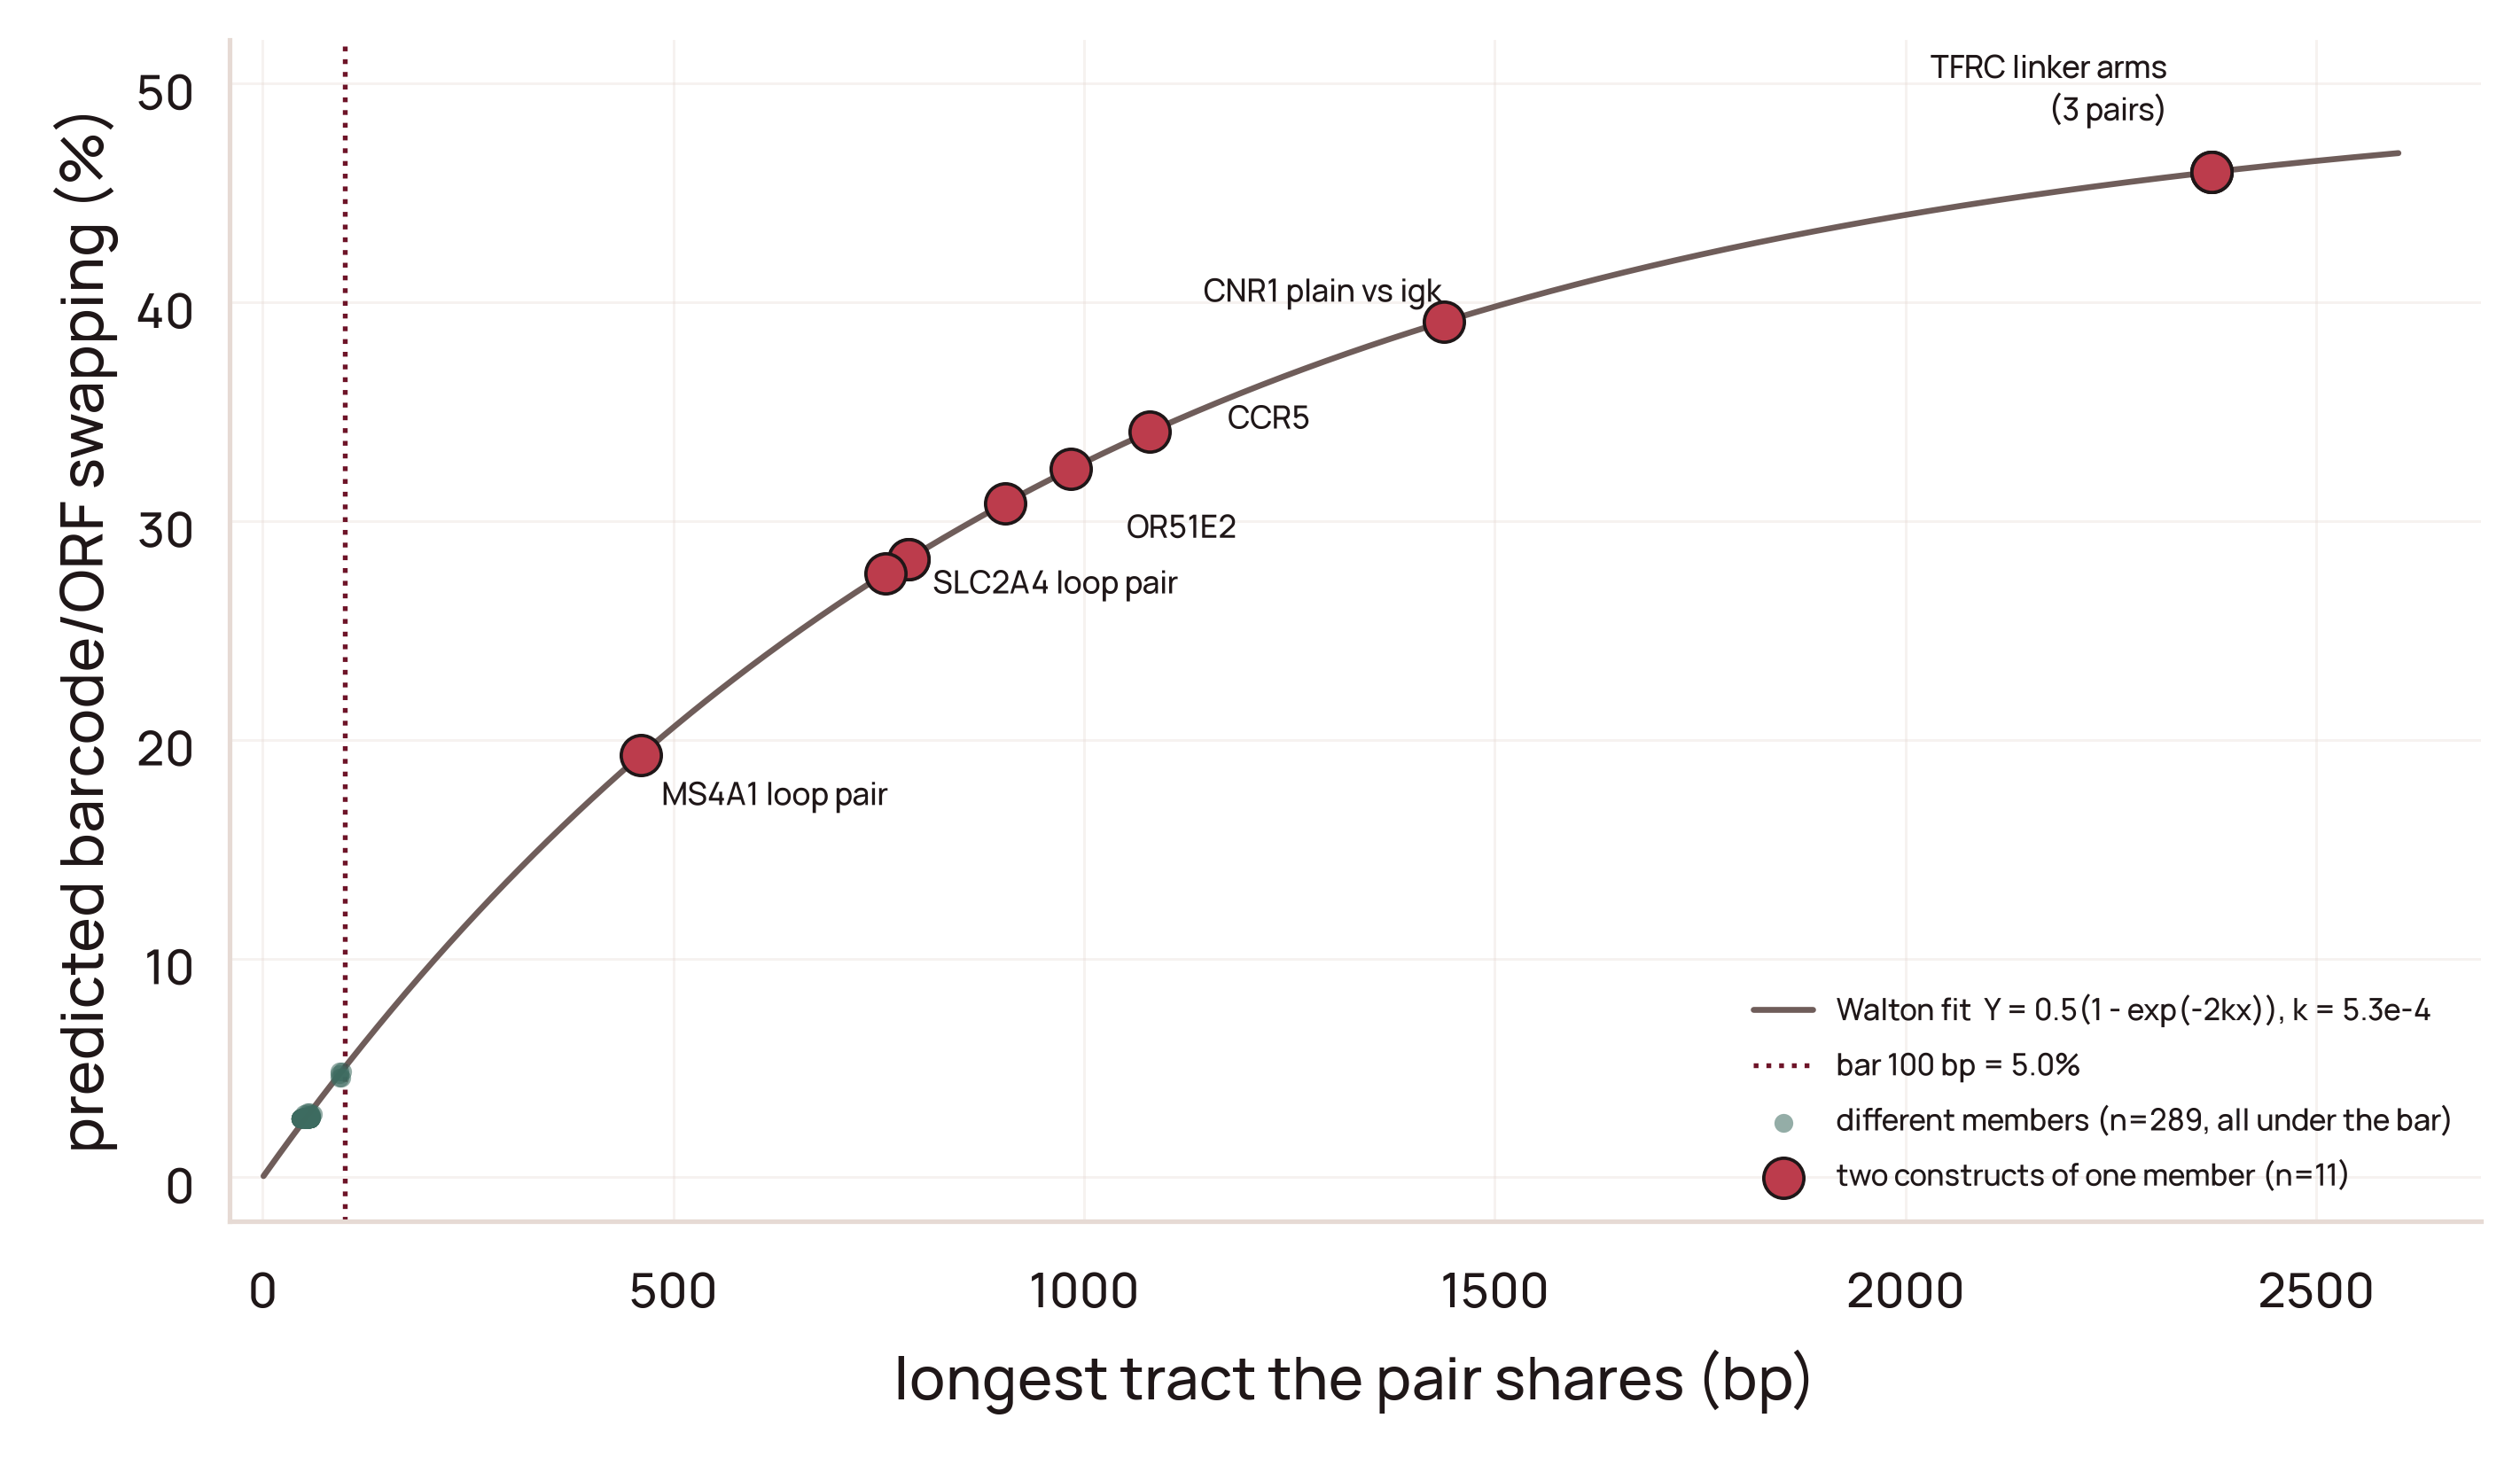 predicted barcode/ORF swapping (%)
50
40
30
20
10
0
TFRC linker arms
(3 pairs)
CNR1 plain vs igk
CCR5
OR51E2
SLC2A4 loop pair
MS4A1 loop pair
Walton fit Y = 0.5(1 - exp(-2kx)), k = 5.3e-4
bar 100 bp = 5.0%
different members (n=289, all under the bar)
two constructs of one member (n=11)
0 500 1000 1500 2000 2500
longest tract the pair shares (bp)